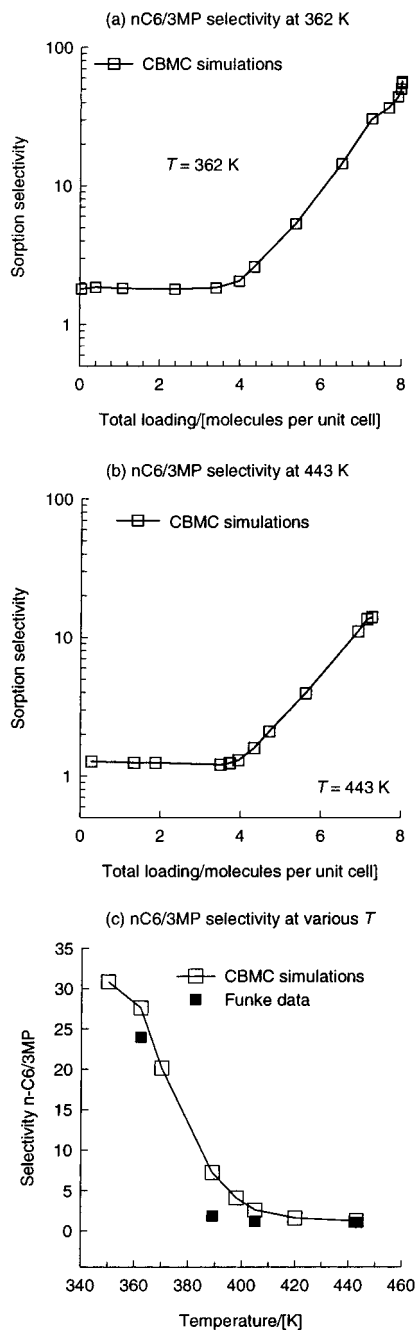 (a) nC6/3MP selectivity at 362 K
100
CBMC simulations
T = 362 K
10
1
Sorption selectivity
0 2 4 6 8
Total loading/[molecules per unit cell]
(b) nC6/3MP selectivity at 443 K
100
CBMC simulations
10
1
Sorption selectivity
T = 443 K
0 2 4 6 8
Total loading/molecules per unit cell]
(c) nC6/3MP selectivity at various T
35
30
25
20
15
10
5
0
CBMC simulations
Funke data
Selectivity n-C6/3MP
340 360 380 400 420 440 460
Temperature/[K]